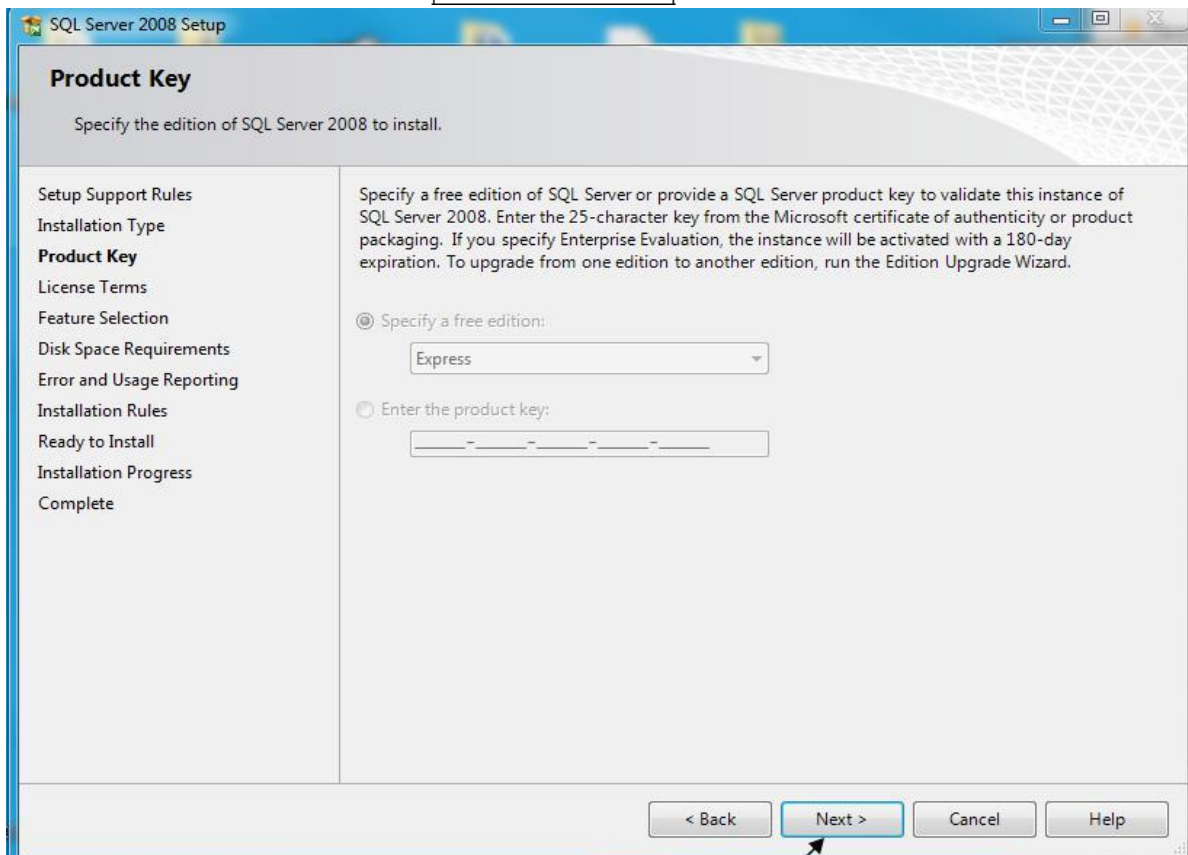 SQL Server 2008 Setup
Product Key
Specify the edition of SQL Server 2008 to install.
Setup Support Rules
Installation Type
Product Key
License Terms
Feature Selection
Disk Space Requirements
Error and Usage Reporting
Installation Rules
Ready to Install
Installation Progress
Complete
Specify a free edition of SQL Server or provide a SQL Server product key to validate this instance of
SQL Server 2008. Enter the 25-character key from the Microsoft certificate of authenticity or product
packaging. If you specify Enterprise Evaluation, the instance will be activated with a 180-day
expiration. To upgrade from one edition to another edition, run the Edition Upgrade Wizard.
Specify a free edition:
Express
Enter the product key:
_____-_____-_____-_____-_____
< Back
Next >
Cancel
Help